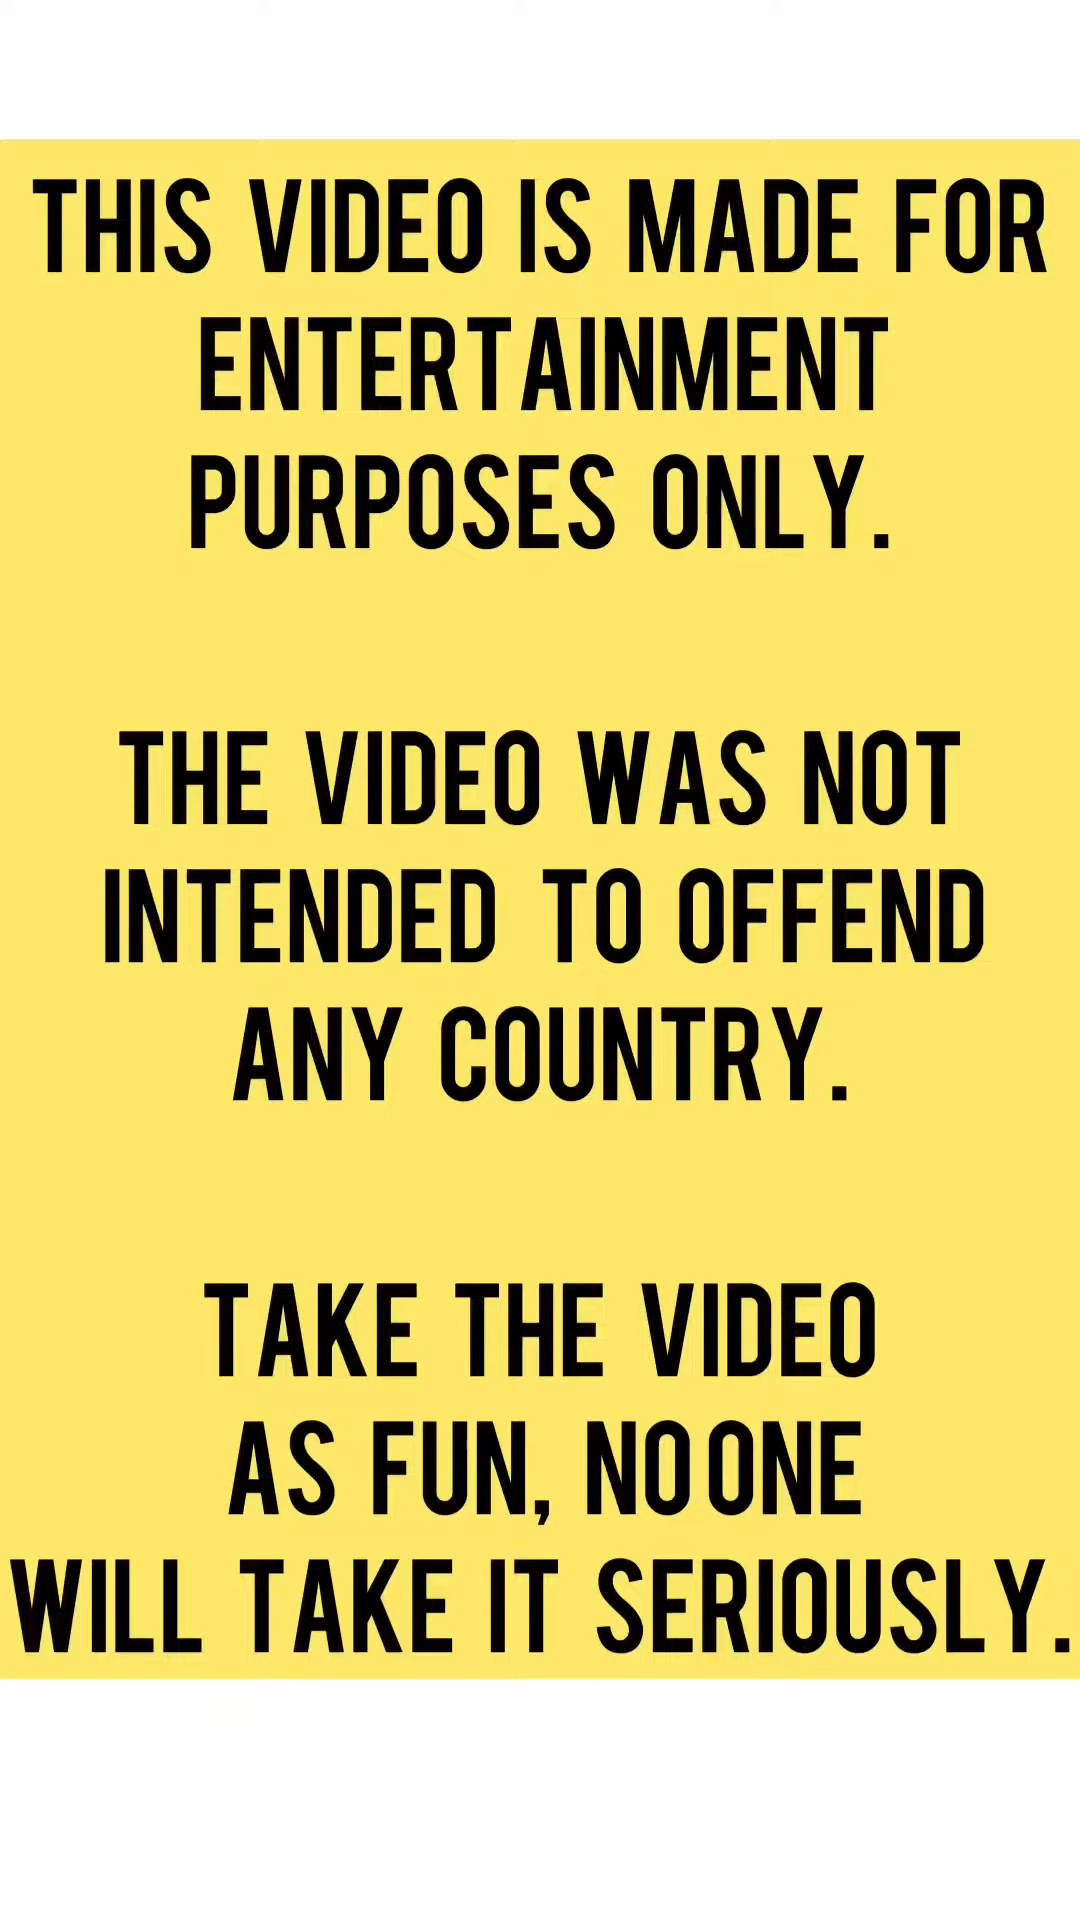 THIS VIDEO IS MADE FOR
ENTERTAINMENT
PURPOSES ONLY.
THE VIDEO WAS NOT
INTENDED TO OFFEND
ANY COUNTRY.
TAKE THE VIDEO
AS FUN, NO ONE
WILL TAKE IT SERIOUSLY.